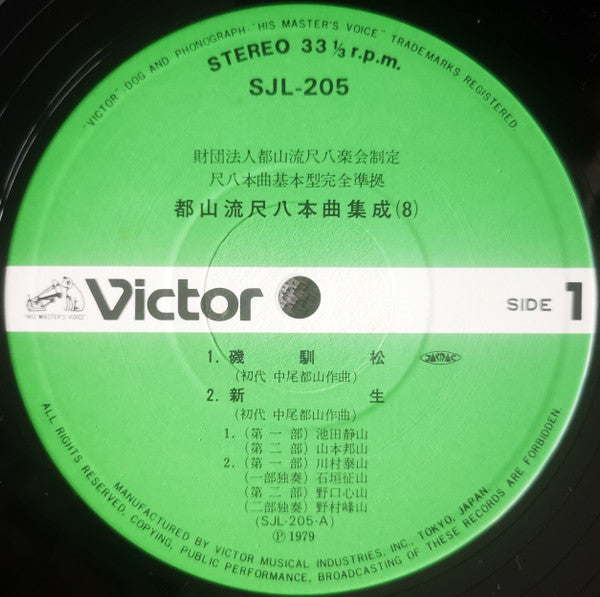 "VICTOR" DOG AND PHONOGRAPH·"HIS MASTER'S VOICE" TRADEMARKS REGISTERED.
STEREO 33⅓ r.p.m.
SJL-205
財団法人都山流尺八楽会制定
尺八本曲基本型完全準拠
都山流尺八本曲集成(8)
"HIS MASTER'S VOICE"
Victor
SIDE 1
1. 磯馴松
(初代 中尾都山作曲)
JASRAC
2. 新生
(初代 中尾都山作曲)
1. (第一部) 池田静山
(第二部) 山本邦山
2. (第一部) 川村泰山
(一部独奏) 石垣征山
(第二部) 野口心山
(二部独奏) 野村峰山
(SJL-205-A)
Ⓟ 1979
MANUFACTURED BY VICTOR MUSICAL INDUSTRIES, INC., TOKYO, JAPAN.
ALL RIGHTS RESERVED, COPYING, PUBLIC PERFORMANCE, BROADCASTING OF THESE RECORDS ARE FORBIDDEN.